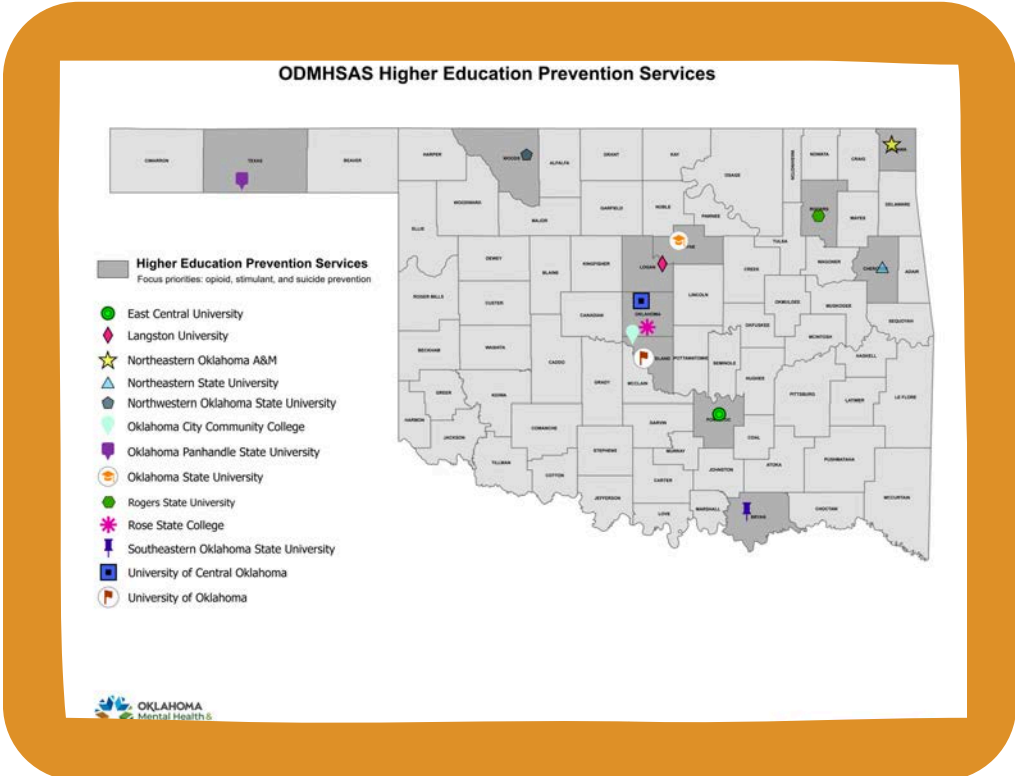 ODMHSAS Higher Education Prevention Services
CIMARRON
TEXAS
BEAVER
HARPER
WOODS
ALFALFA
GRANT
KAY
OSAGE
WASHINGTON
NOWATA
CRAIG
WOODWARD
MAJOR
GARFIELD
NOBLE
PAWNEE
ROGERS
MAYES
DELAWARE
ELLIS
DEWEY
BLAINE
KINGFISHER
LOGAN
CREEK
TULSA
WAGONER
ADAIR
Higher Education Prevention Services
Focus priorities: opioid, stimulant, and suicide prevention
ROGER MILLS
CUSTER
CANADIAN
OKLAHOMA
LINCOLN
OKMULGEE
MUSKOGEE
SEQUOYAH
OKFUSKEE
MCINTOSH
BECKHAM
WASHITA
CADDO
GRADY
MCCLAIN
POTTAWATOMIE
SEMINOLE
HUGHES
PITTSBURG
HASKELL
LATIMER
LE FLORE
GREER
KIOWA
HARMON
JACKSON
COMANCHE
GARVIN
COAL
TILLMAN
COTTON
STEPHENS
MURRAY
JOHNSTON
ATOKA
PUSHMATAHA
JEFFERSON
CARTER
LOVE
MARSHALL
BRYAN
CHOCTAW
MCCURTAIN
East Central University
Langston University
Northeastern Oklahoma A&M
Northeastern State University
Northwestern Oklahoma State University
Oklahoma City Community College
Oklahoma Panhandle State University
Oklahoma State University
Rogers State University
Rose State College
Southeastern Oklahoma State University
University of Central Oklahoma
University of Oklahoma
OKLAHOMA
Mental Health &